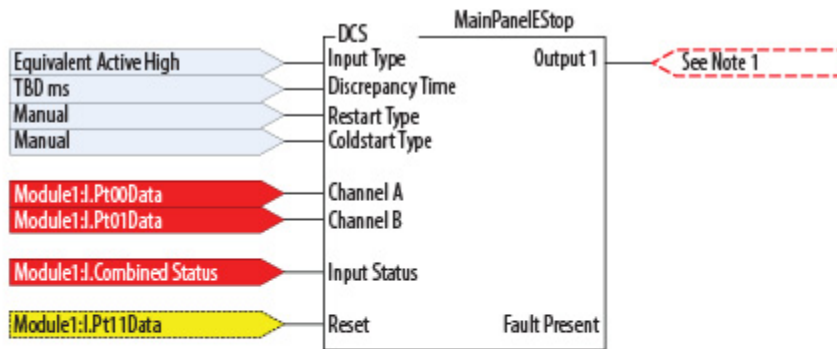 MainPanelEStop
DCS
Equivalent Active High Input Type Output 1 See Note 1
TBD ms Discrepancy Time
Manual Restart Type
Manual Coldstart Type
Module1:I.Pt00Data Channel A
Module1:I.Pt01Data Channel B
Module1:I.Combined Status Input Status
Module1:I.Pt11Data Reset Fault Present